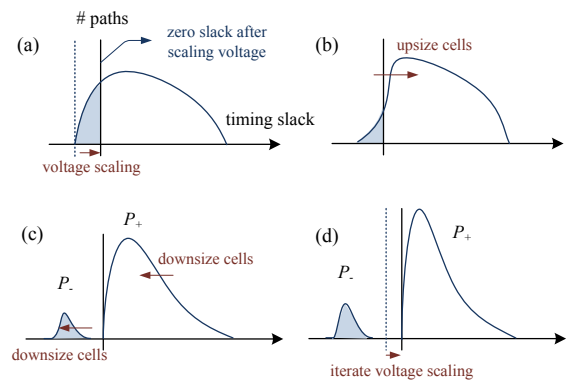 # paths
(a)
zero slack after
scaling voltage
timing slack
voltage scaling
(b)
upsize cells
(c)
P+
P-
downsize cells
downsize cells
(d)
P+
P-
iterate voltage scaling